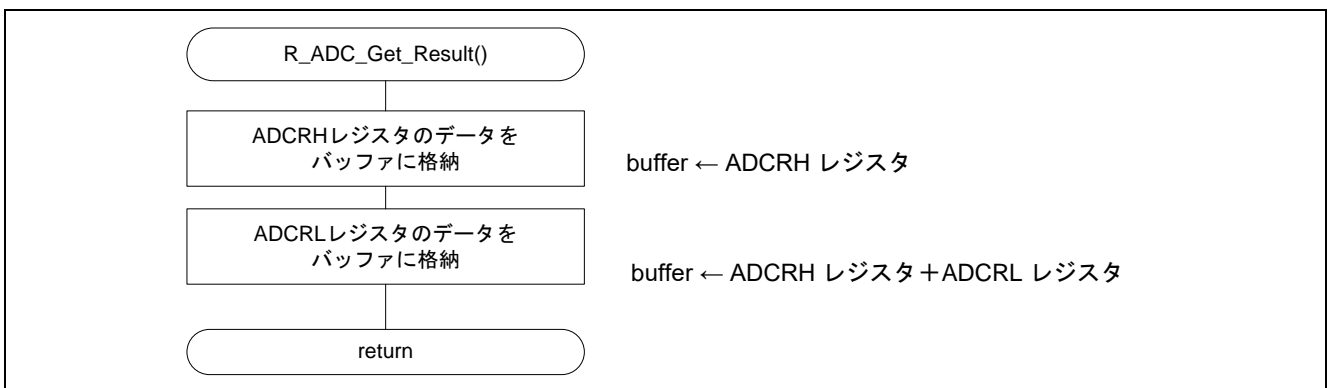 R_ADC_Get_Result()
ADCRHレジスタのデータを
バッファに格納
buffer ← ADCRH レジスタ
ADCRLレジスタのデータを
バッファに格納
buffer ← ADCRH レジスタ＋ADCRL レジスタ
return